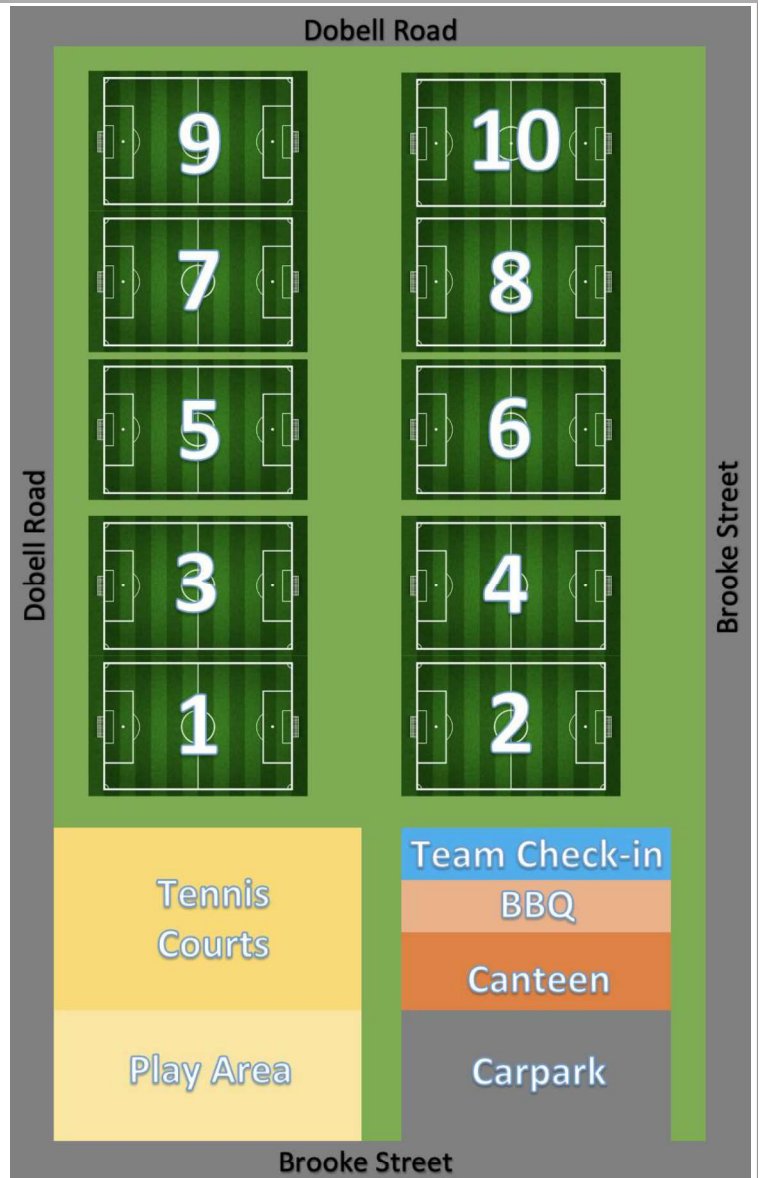 Dobell Road
9
10
7
8
5
6
Dobell Road
Brooke Street
3
4
1
2
Team Check-in
Tennis
Courts
BBQ
Canteen
Play Area
Carpark
Brooke Street